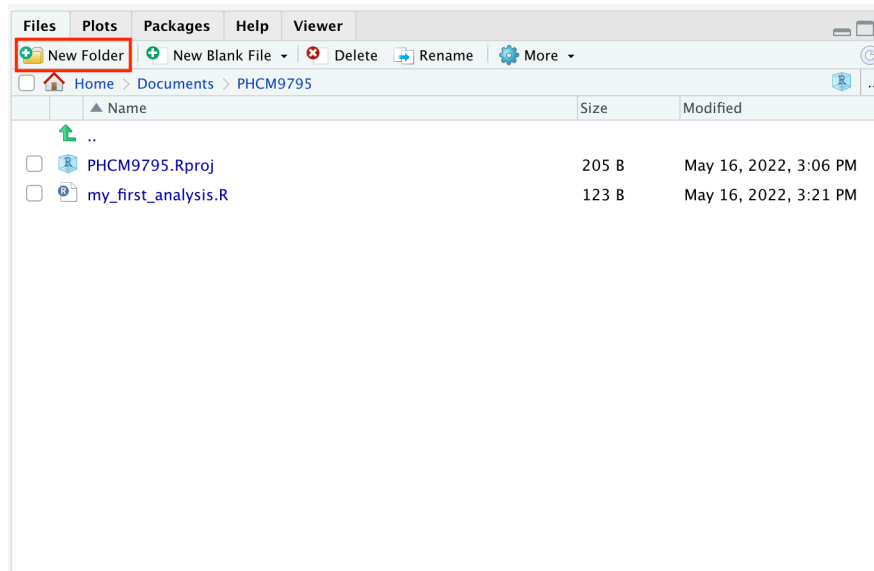 Files Plots Packages Help Viewer
New Folder New Blank File Delete Rename More
Home > Documents > PHCM9795 R ..
Name Size Modified
..
R PHCM9795.Rproj 205 B May 16, 2022, 3:06 PM
R my_first_analysis.R 123 B May 16, 2022, 3:21 PM